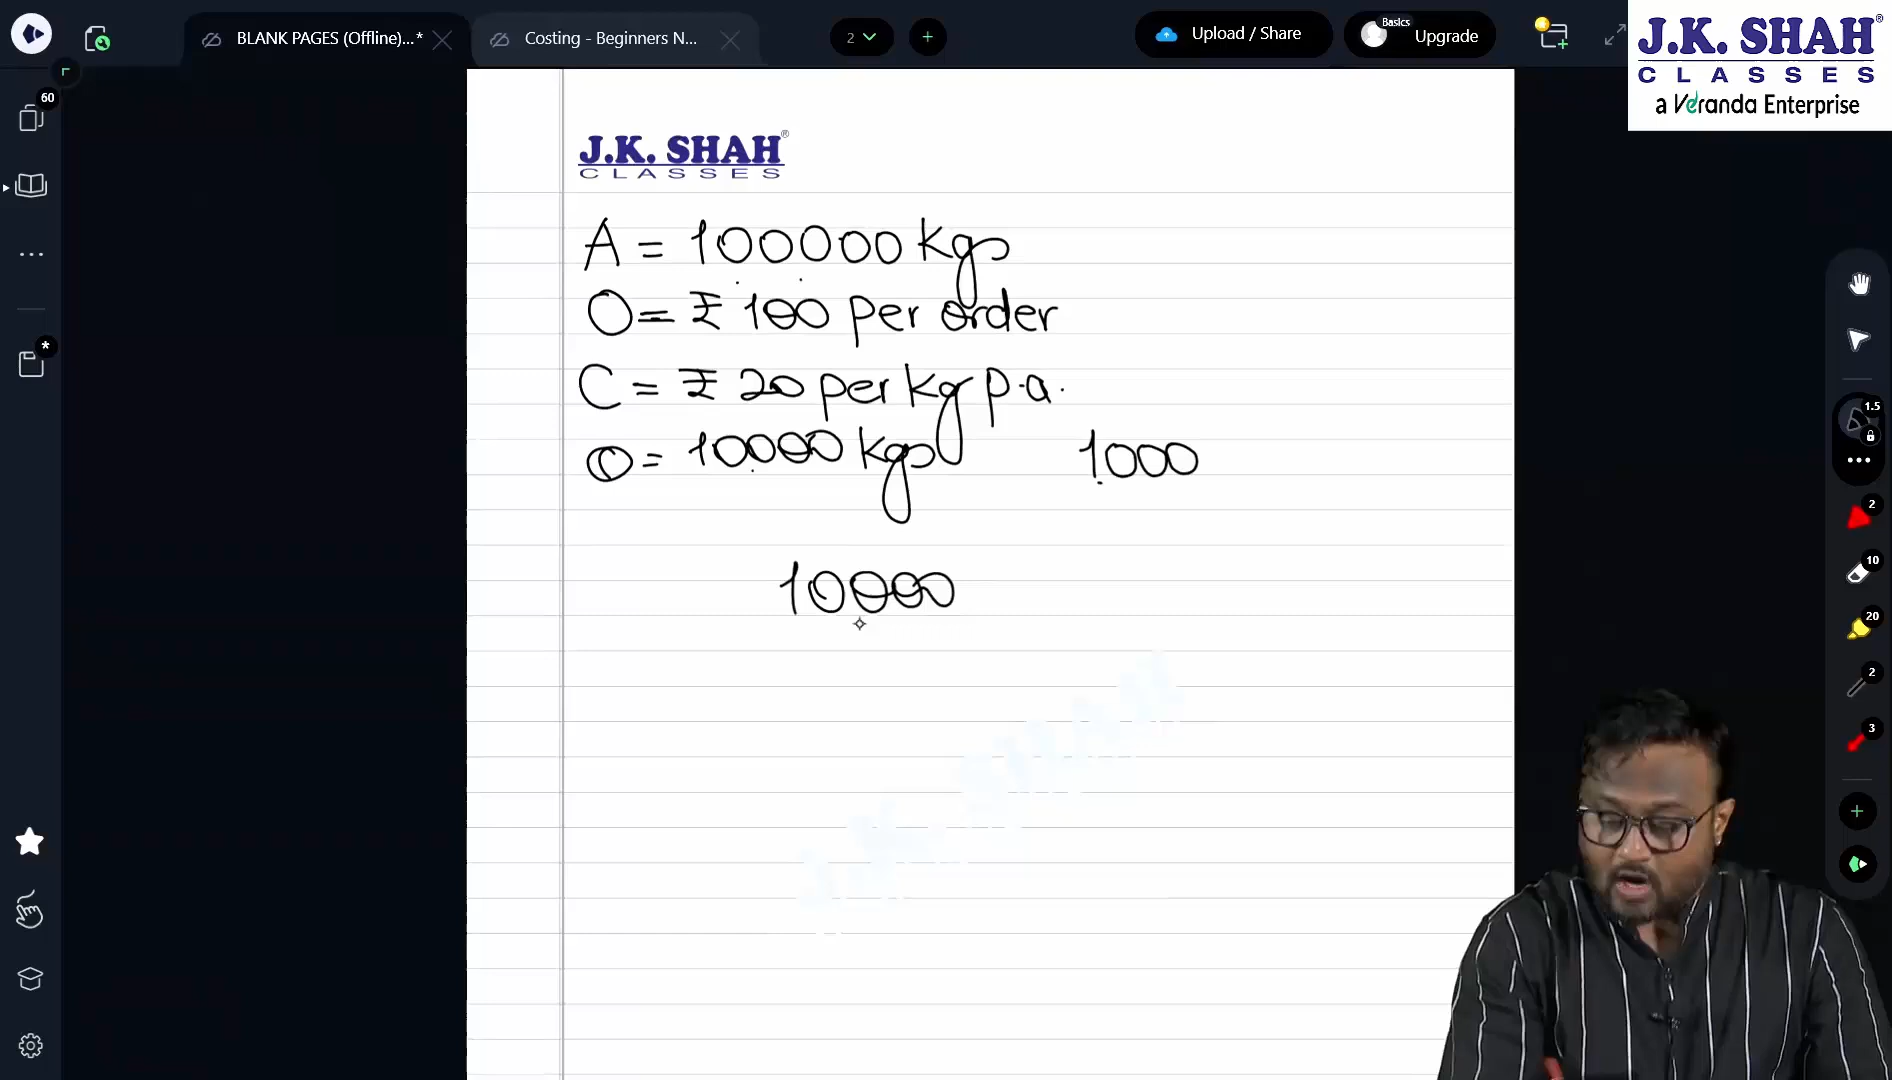 BLANK PAGES (Offline)...*
Costing - Beginners N...
2
Upload / Share
Basics
Upgrade
J.K. SHAH®
CLASSES
a Veranda Enterprise
60
J.K. SHAH®
CLASSES
A = 100000 kgs
O = ₹ 100 per order
C = ₹ 20 per kg p.a.
O = 10000 kgs 1000
10000
J.K. SHAH
1.5
2
10
20
2
3